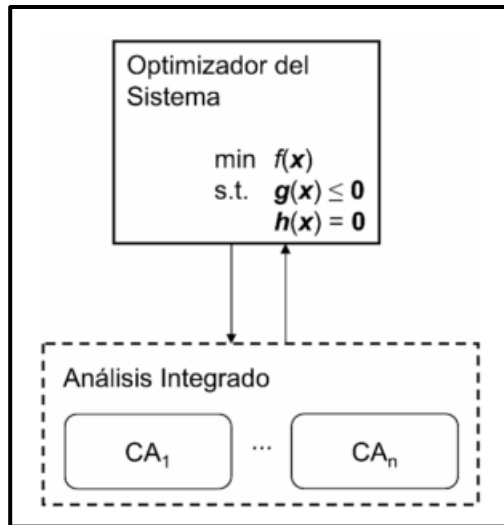 Optimizador del
Sistema
min f(x)
s.t. g(x) ≤ 0
h(x) = 0
Análisis Integrado
CA₁ ... CAₙ